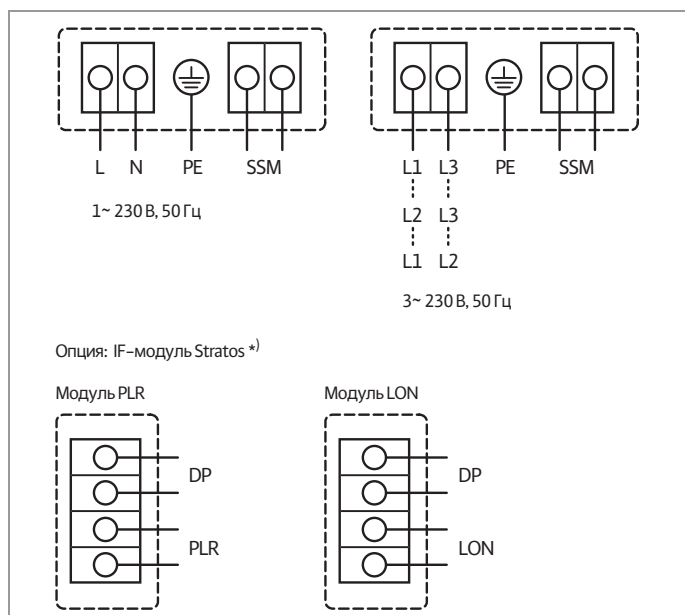 L N PE SSM
1~ 230 В, 50 Гц
L1 L3 PE SSM
L2 L3
L1 L2
3~ 230 В, 50 Гц
Опция: IF-модуль Stratos *)
Модуль PLR
DP
PLR
Модуль LON
DP
LON